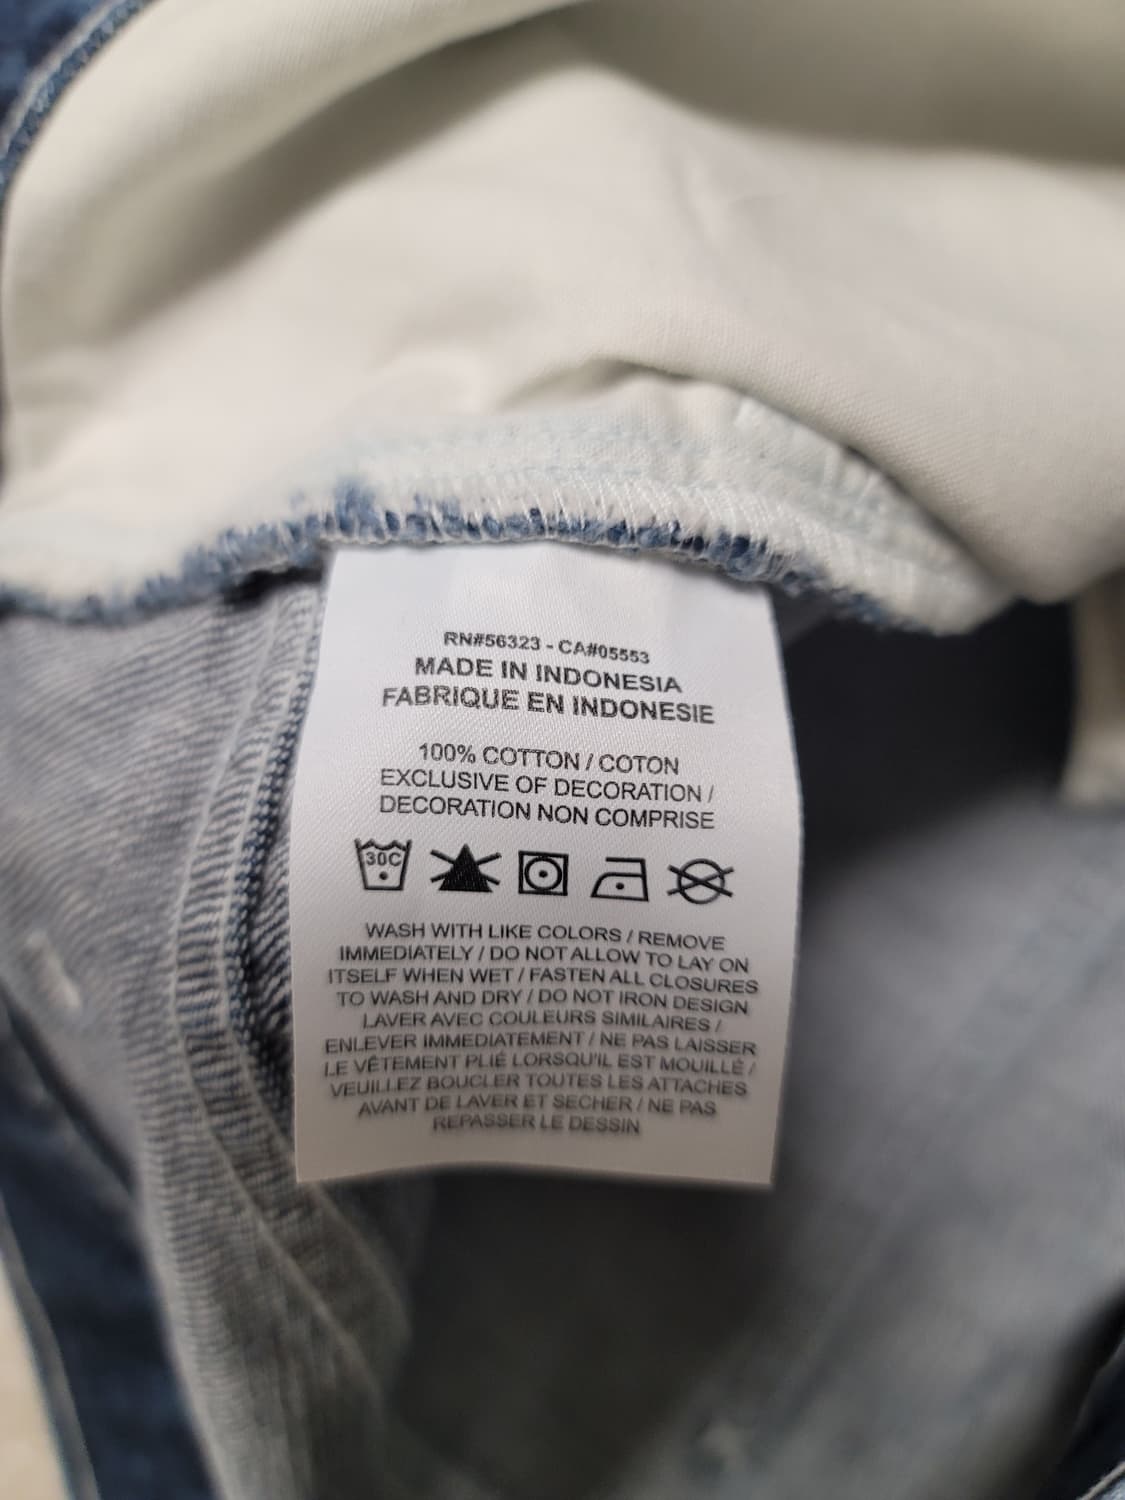 RN#56323 - CA#05553
MADE IN INDONESIA
FABRIQUE EN INDONESIE
100% COTTON / COTON
EXCLUSIVE OF DECORATION /
DECORATION NON COMPRISE
30C
WASH WITH LIKE COLORS / REMOVE
IMMEDIATELY / DO NOT ALLOW TO LAY ON
ITSELF WHEN WET / FASTEN ALL CLOSURES
TO WASH AND DRY / DO NOT IRON DESIGN
LAVER AVEC COULEURS SIMILAIRES /
ENLEVER IMMEDIATEMENT / NE PAS LAISSER
LE VÊTEMENT PLIÉ LORSQU'IL EST MOUILLÉ /
VEUILLEZ BOUCLER TOUTES LES ATTACHES
AVANT DE LAVER ET SECHER / NE PAS
REPASSER LE DESSIN